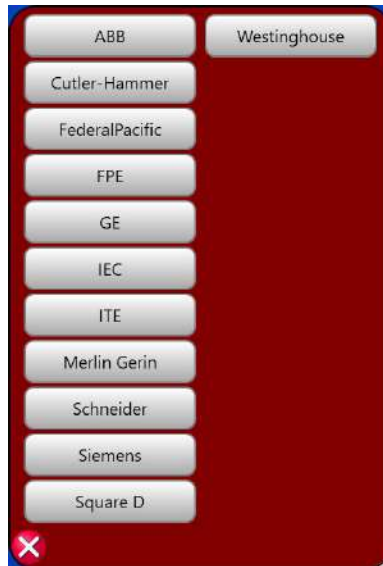 ABB
Cutler-Hammer
FederalPacific
FPE
GE
IEC
ITE
Merlin Gerin
Schneider
Siemens
Square D
Westinghouse